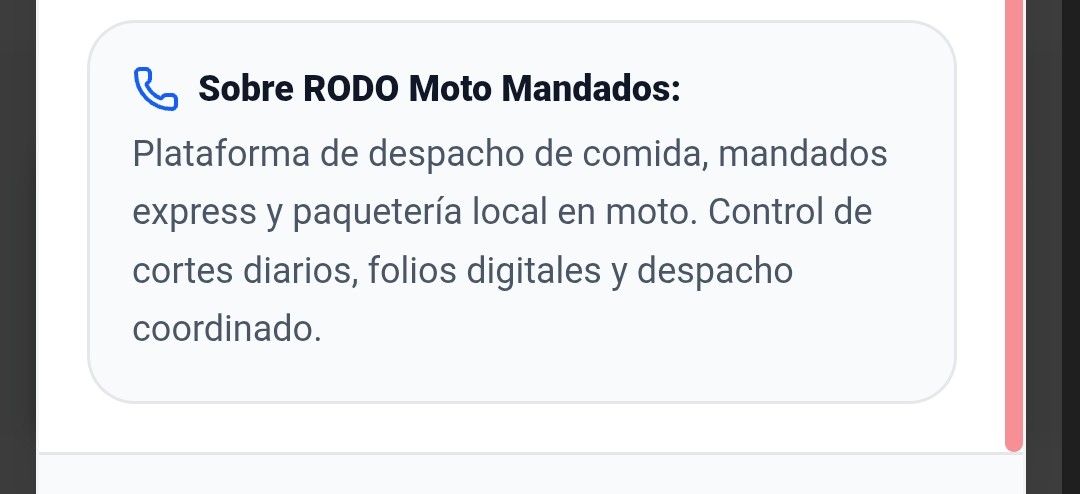 Sobre RODO Moto Mandados:
Plataforma de despacho de comida, mandados
express y paquetería local en moto. Control de
cortes diarios, folios digitales y despacho
coordinado.